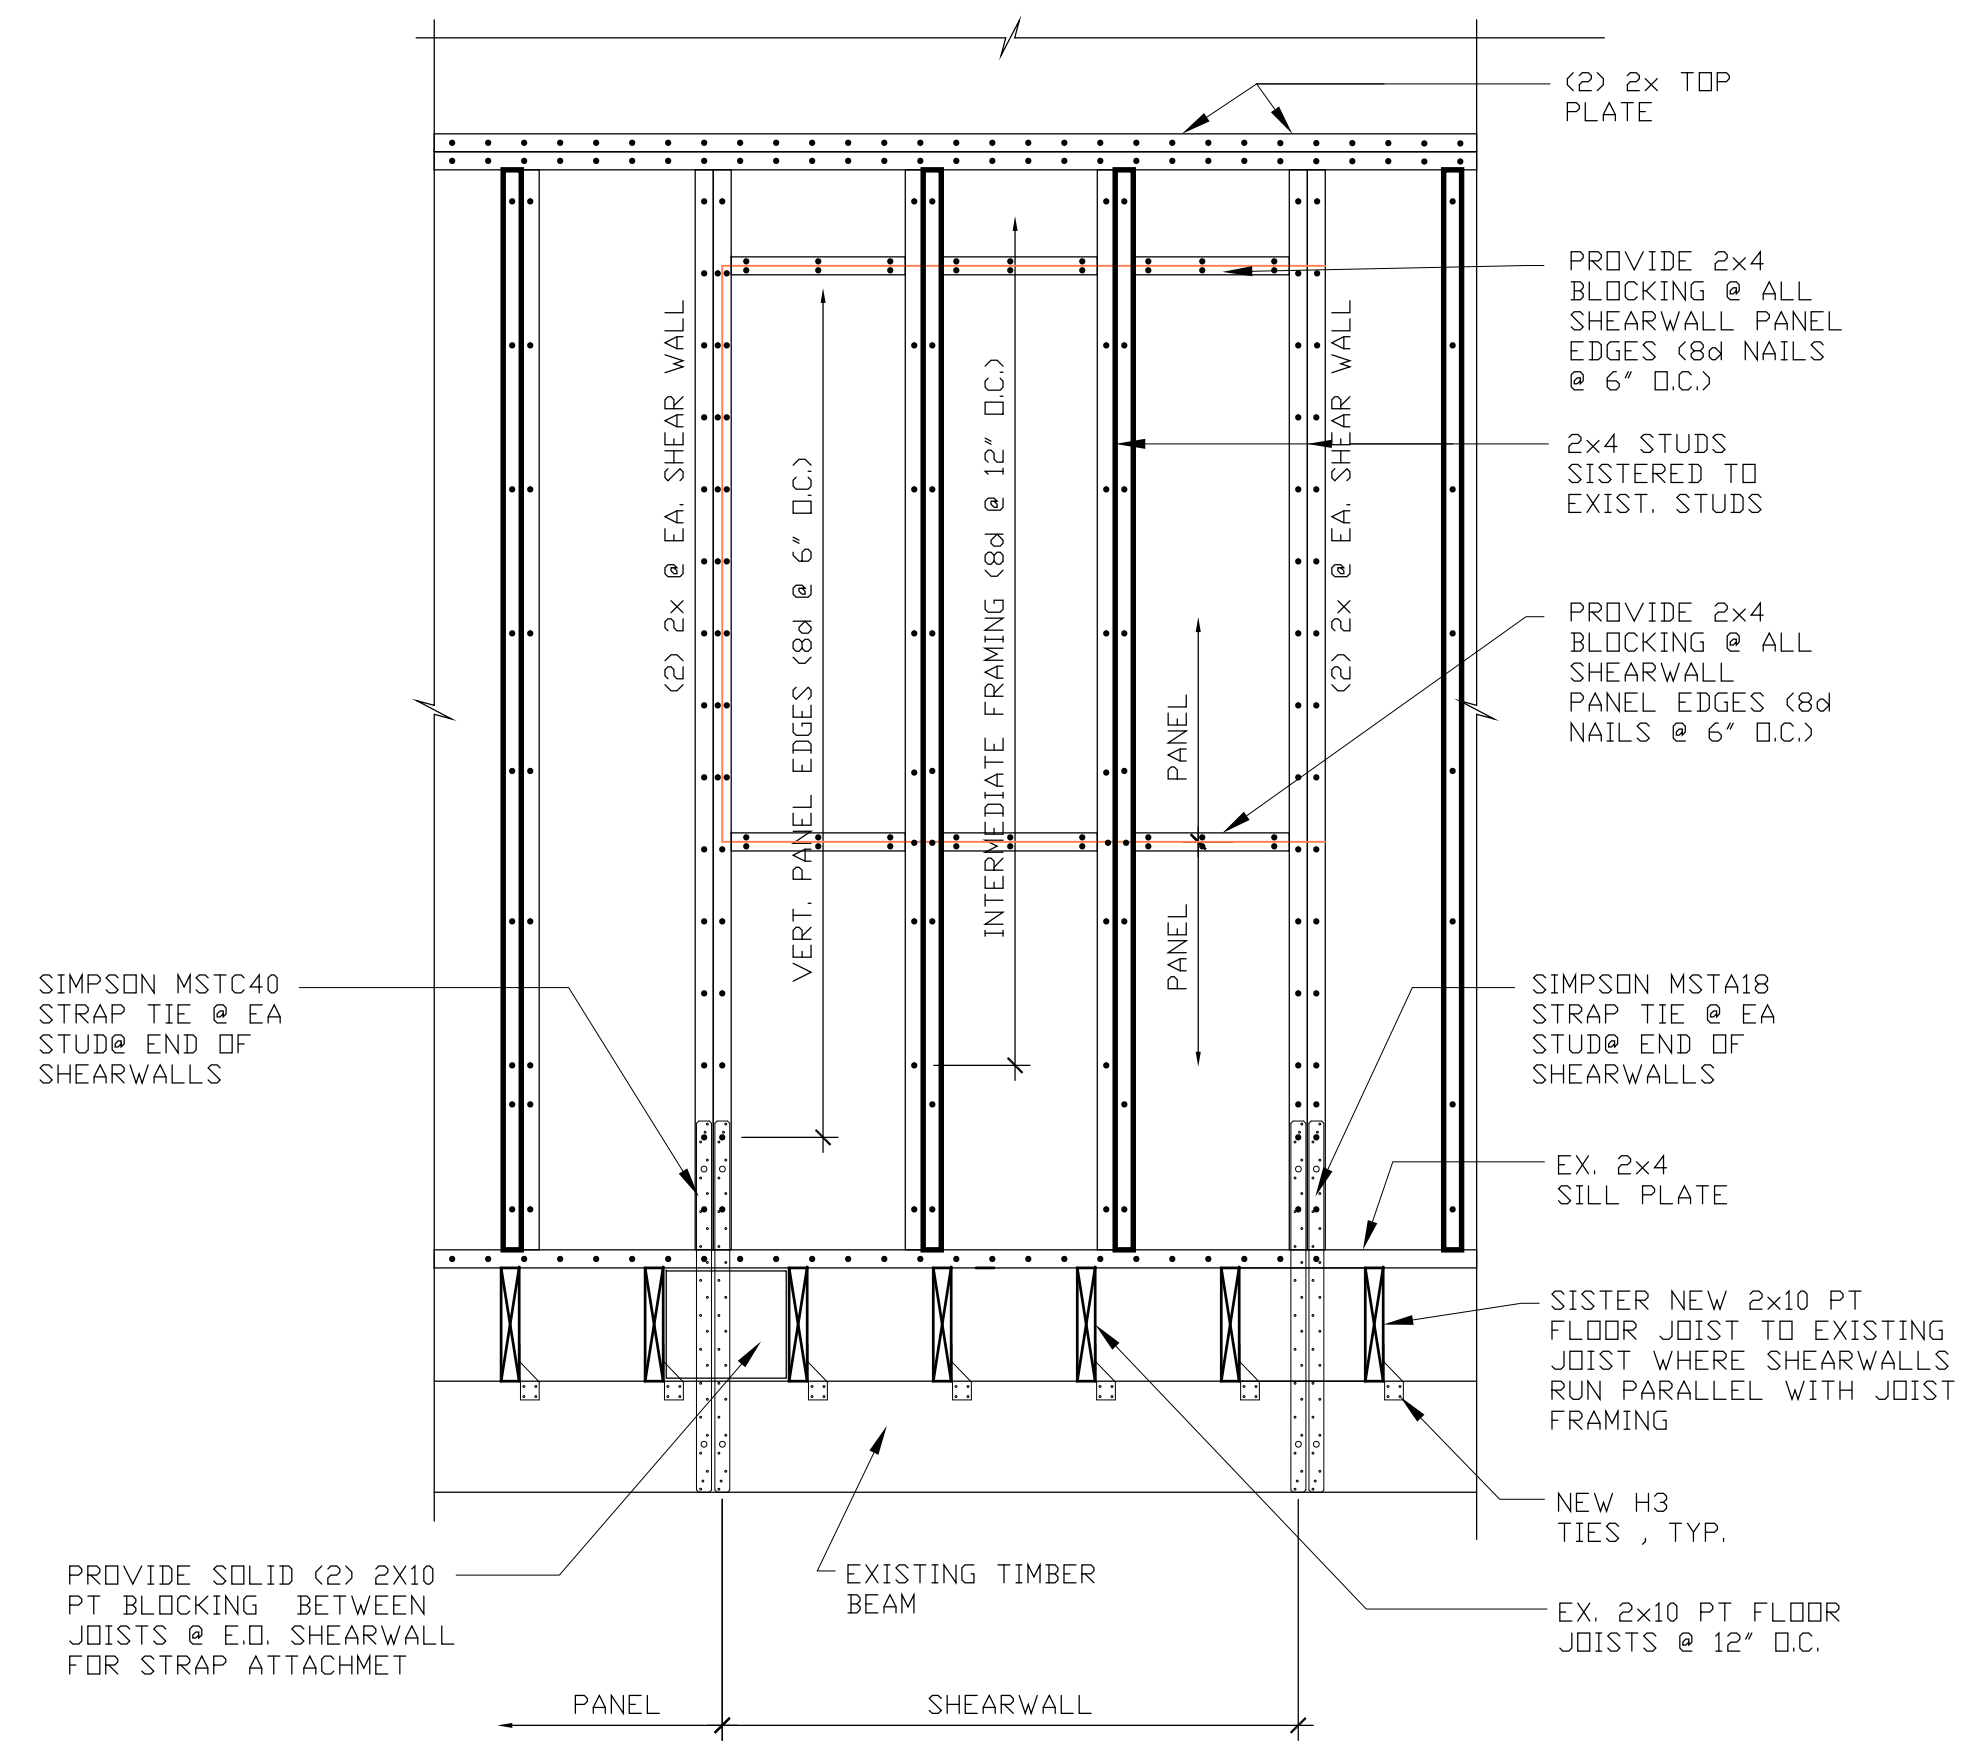 (2) 2x TOP
PLATE
PROVIDE 2x4
BLOCKING @ ALL
SHEARWALL PANEL
EDGES (8d NAILS
@ 6" O.C.)
2x4 STUDS
SISTERED TO
EXIST. STUDS
PROVIDE 2x4
BLOCKING @ ALL
SHEARWALL
PANEL EDGES (8d
NAILS @ 6" O.C.)
(2) 2x @ EA. SHEAR WALL
VERT. PANEL EDGES (8d @ 6" O.C.)
INTERMEDIATE FRAMING (8d @ 12" O.C.)
PANEL
PANEL
(2) 2x @ EA. SHEAR WALL
SIMPSON MSTC40
STRAP TIE @ EA
STUD@ END OF
SHEARWALLS
SIMPSON MSTA18
STRAP TIE @ EA
STUD@ END OF
SHEARWALLS
EX. 2x4
SILL PLATE
SISTER NEW 2x10 PT
FLOOR JOIST TO EXISTING
JOIST WHERE SHEARWALLS
RUN PARALLEL WITH JOIST
FRAMING
NEW H3
TIES , TYP.
PROVIDE SOLID (2) 2X10
PT BLOCKING BETWEEN
JOISTS @ E.O. SHEARWALL
FOR STRAP ATTACHMET
EXISTING TIMBER
BEAM
EX. 2x10 PT FLOOR
JOISTS @ 12" O.C.
PANEL
SHEARWALL